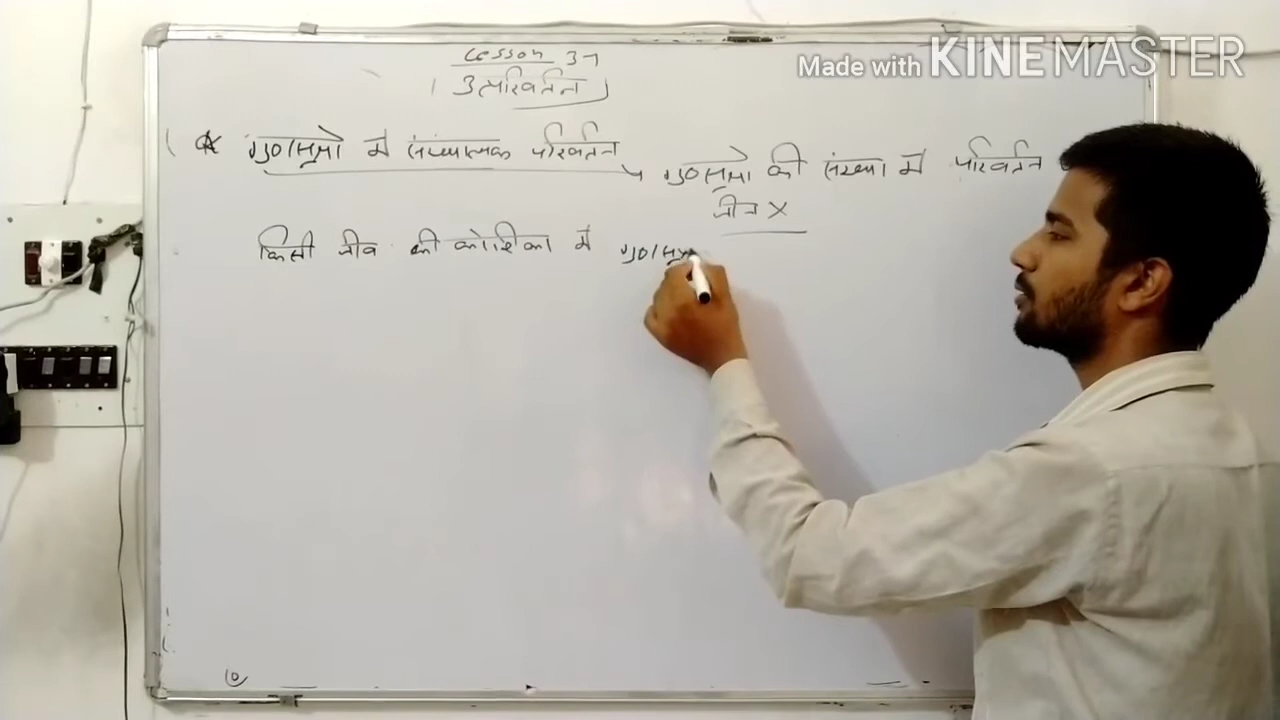 Made with KINEMASTER
Lesson 37
उत्परिवर्तन
गुणसूत्रों में संख्यात्मक परिवर्तन
गुणसूत्रों की संख्या में परिवर्तन
जीन X
किसी जीव की कोशिका में गुणसूत्र